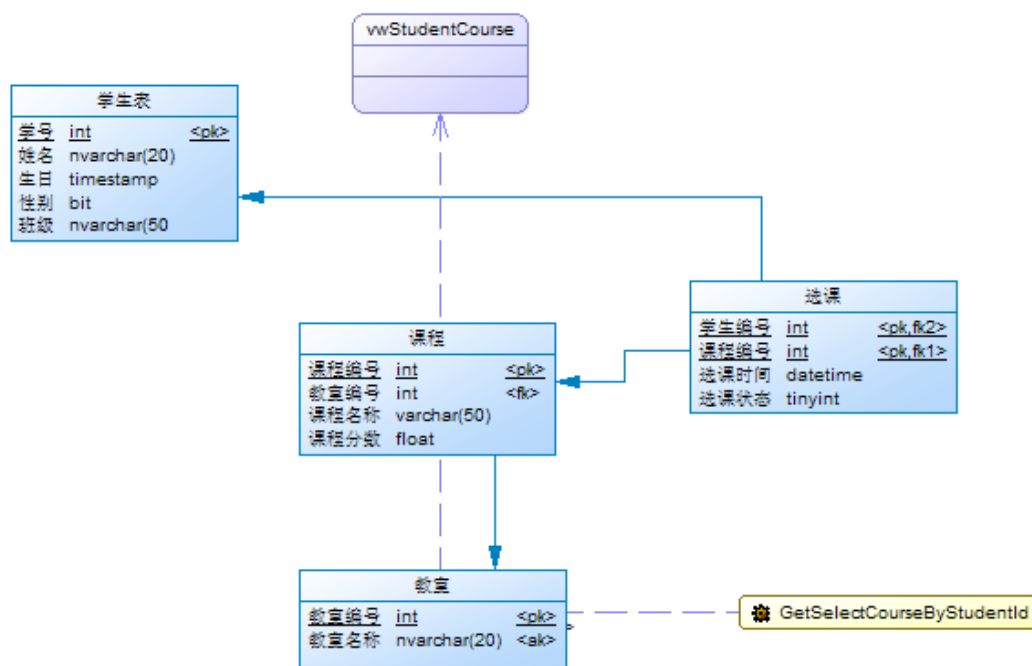 vwStudentCourse
学生表
学号 int <pk>
姓名 nvarchar(20)
生日 timestamp
性别 bit
班级 nvarchar(50
选课
学生编号 int <pk,fk2>
课程编号 int <pk,fk1>
选课时间 datetime
选课状态 tinyint
课程
课程编号 int <pk>
教室编号 int <fk>
课程名称 varchar(50)
课程分数 float
教室
教室编号 int <pk>
教室名称 nvarchar(20) <ak>
GetSelectCourseByStudentId